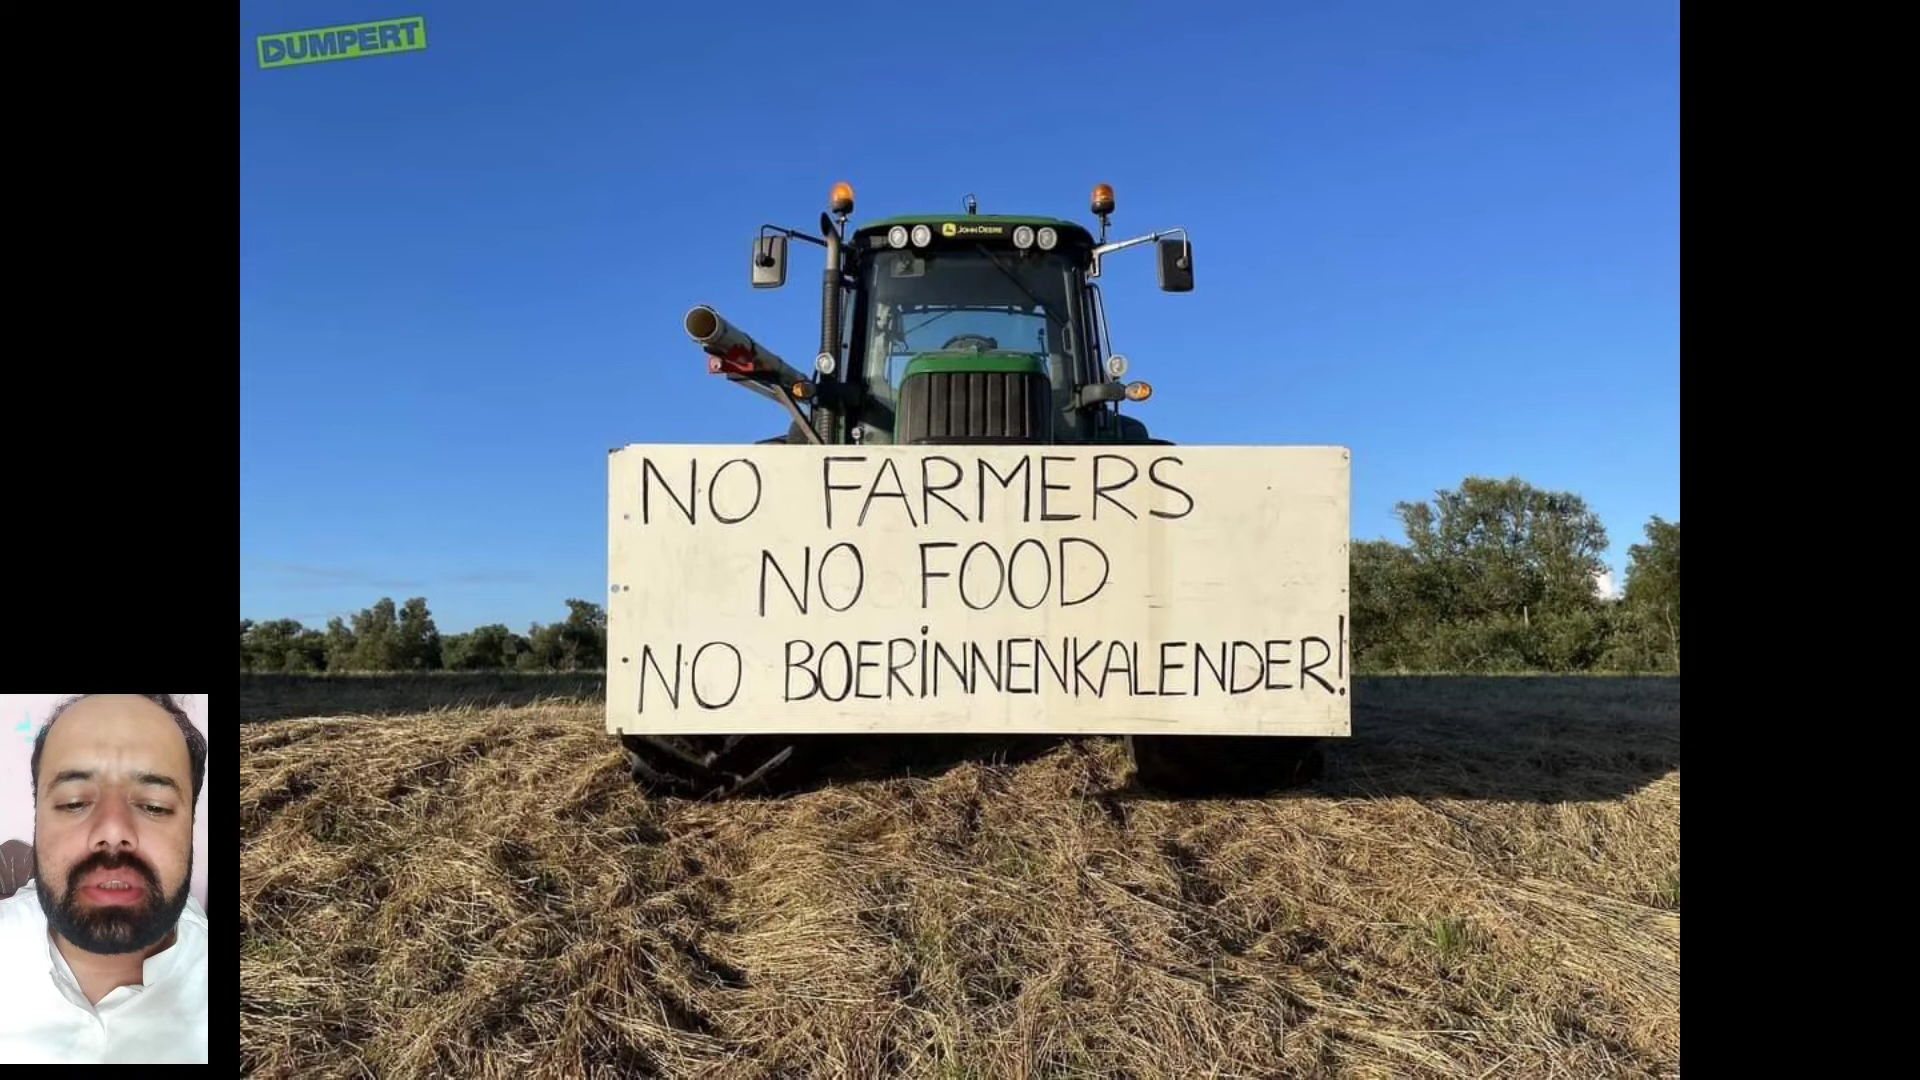 DUMPERT
JOHN DEERE
NO FARMERS
NO FOOD
NO BOERINNENKALENDER!